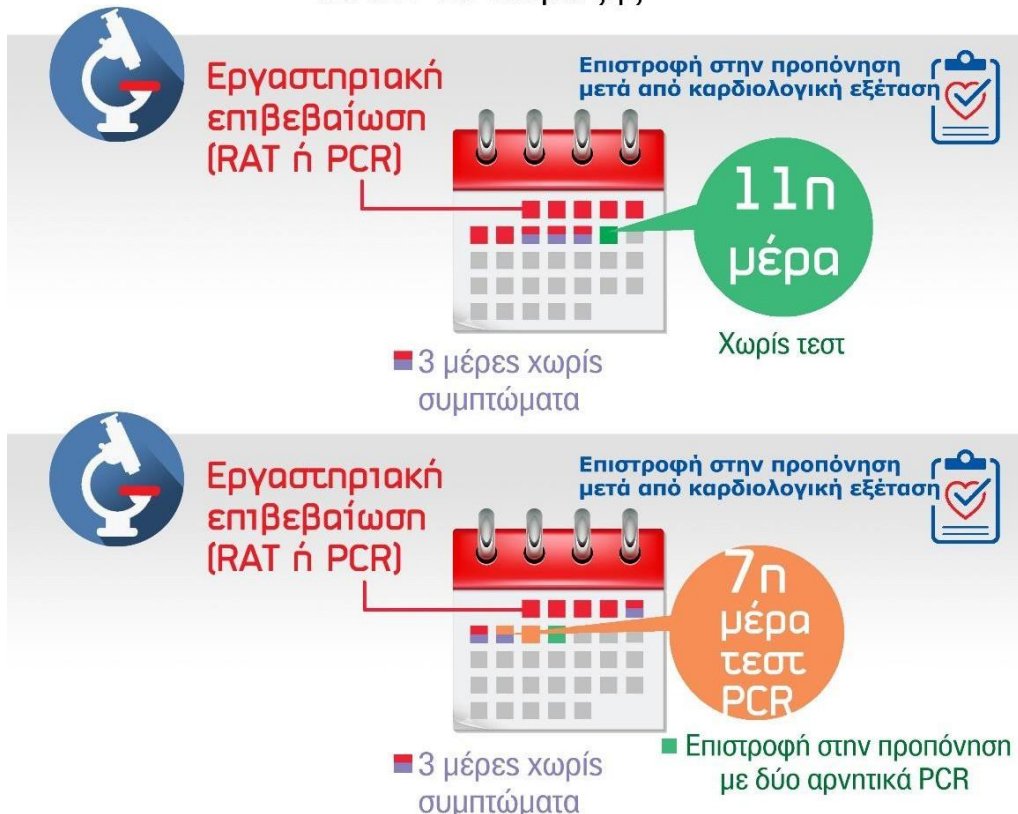 Εργαστηριακή
επιβεβαίωση
(RAT ή PCR)
Επιστροφή στην προπόνηση
μετά από καρδιολογική εξέταση
11η
μέρα
Χωρίς τεστ
3 μέρες χωρίς
συμπτώματα
Εργαστηριακή
επιβεβαίωση
(RAT ή PCR)
Επιστροφή στην προπόνηση
μετά από καρδιολογική εξέταση
7η
μέρα
τεστ
PCR
Επιστροφή στην προπόνηση
με δύο αρνητικά PCR
3 μέρες χωρίς
συμπτώματα